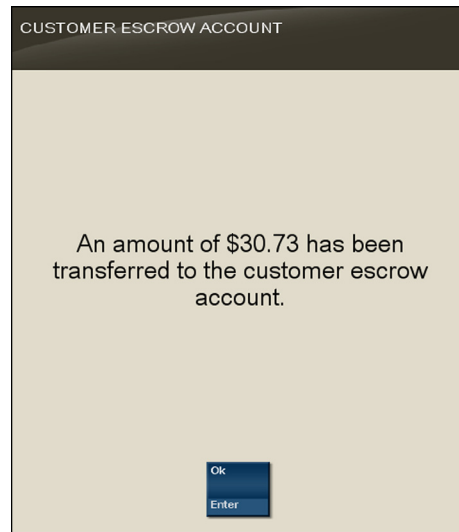 CUSTOMER ESCROW ACCOUNT
An amount of $30.73 has been
transferred to the customer escrow
account.
Ok
Enter